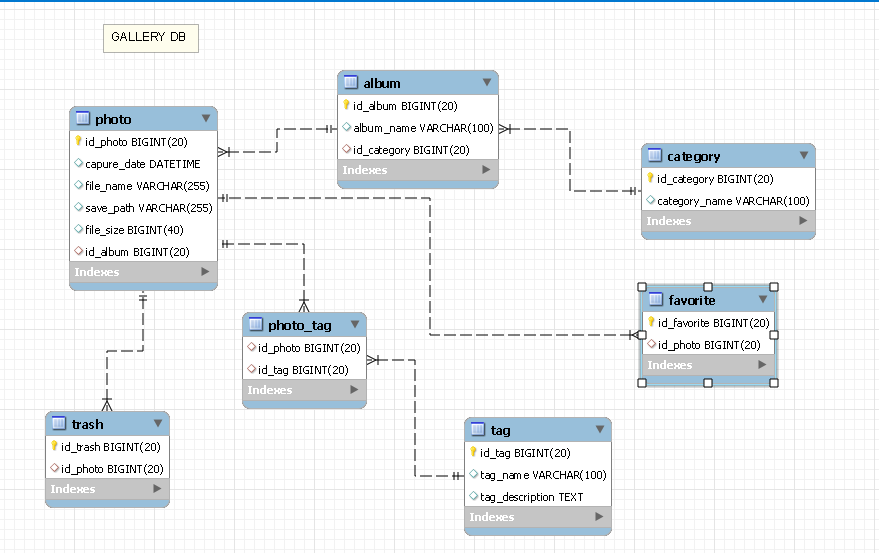 GALLERY DB
photo
id_photo BIGINT(20)
capure_date DATETIME
file_name VARCHAR(255)
save_path VARCHAR(255)
file_size BIGINT(40)
id_album BIGINT(20)
Indexes
album
id_album BIGINT(20)
album_name VARCHAR(100)
id_category BIGINT(20)
Indexes
category
id_category BIGINT(20)
category_name VARCHAR(100)
Indexes
favorite
id_favorite BIGINT(20)
id_photo BIGINT(20)
Indexes
photo_tag
id_photo BIGINT(20)
id_tag BIGINT(20)
Indexes
trash
id_trash BIGINT(20)
id_photo BIGINT(20)
Indexes
tag
id_tag BIGINT(20)
tag_name VARCHAR(100)
tag_description TEXT
Indexes